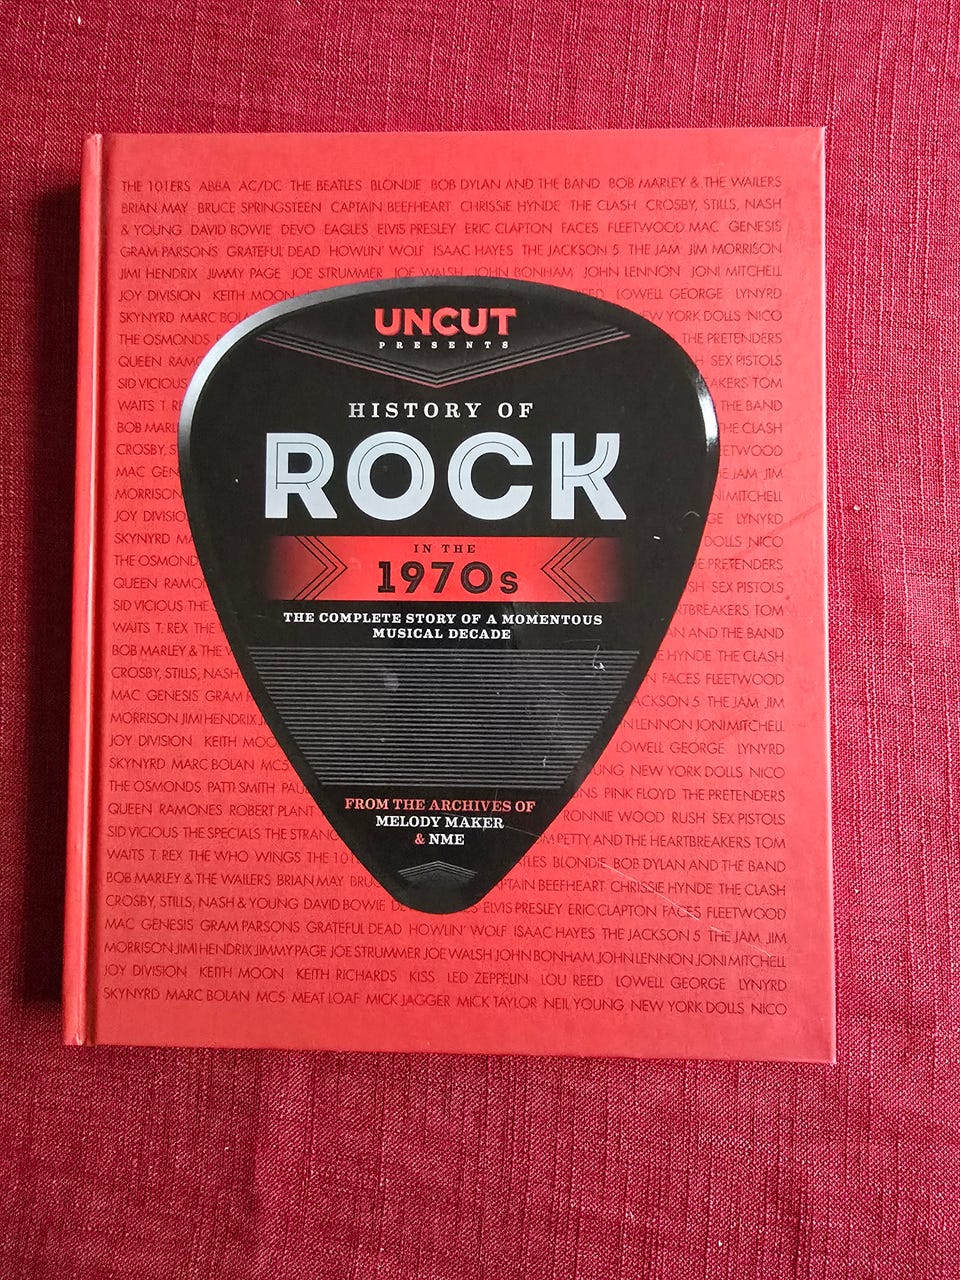 THE 101ERS ABBA AC/DC THE BEATLES BLONDIE BOB DYLAN AND THE BAND BOB MARLEY & THE WAILERS
BRIAN MAY BRUCE SPRINGSTEEN CAPTAIN BEEFHEART CHRISSIE HYNDE THE CLASH CROSBY, STILLS, NASH
& YOUNG DAVID BOWIE DEVO EAGLES ELVIS PRESLEY ERIC CLAPTON FACES FLEETWOOD MAC GENESIS
GRAM PARSONS GRATEFUL DEAD HOWLIN' WOLF ISAAC HAYES THE JACKSON 5 THE JAM JIM MORRISON
JIMI HENDRIX JIMMY PAGE JOE STRUMMER JOE WALSH JOHN BONHAM JOHN LENNON JONI MITCHELL
JOY DIVISION KEITH MOON LOWELL GEORGE LYNYRD
SKYNYRD MARC NEW YORK DOLLS NICO
THE OSMONDS THE PRETENDERS
QUEEN SEX PISTOLS
SID VICIOUS TOM
WAITS T. THE BAND
BOB THE CLASH
CROSBY,
MAC JAM JIM
MORRISON MITCHELL
JOY LYNYRD
SKYNYRD DOLLS NICO
THE PRETENDERS
QUEEN SEX PISTOLS
SID VICIOUS THE TOM
WAITS T. REX THE AND THE BAND
BOB MARLEY & THE HYNDE THE CLASH
CROSBY, STILLS, NASH FACES FLEETWOOD
MAC GENESIS GRAM 5 THE JAM JIM
MORRISON JIMI HENDRIX LENNON JONI MITCHELL
JOY DIVISION KEITH LOWELL GEORGE LYNYRD
SKYNYRD MARC BOLAN MC5 NEW YORK DOLLS NICO
THE OSMONDS PATTI SMITH PINK FLOYD THE PRETENDERS
QUEEN RAMONES ROBERT PLANT RONNIE WOOD RUSH SEX PISTOLS
SID VICIOUS THE SPECIALS THE PETTY AND THE HEARTBREAKERS TOM
WAITS T. REX THE WHO WINGS THE BLONDIE BOB DYLAN AND THE BAND
BOB MARLEY & THE WAILERS BRIAN MAY BEEFHEART CHRISSIE HYNDE THE CLASH
CROSBY, STILLS, NASH & YOUNG DAVID BOWIE ELVIS PRESLEY ERIC CLAPTON FACES FLEETWOOD
MAC GENESIS GRAM PARSONS GRATEFUL DEAD HOWLIN' WOLF ISAAC HAYES THE JACKSON 5 THE JAM JIM
MORRISON JIMI HENDRIX JIMMY PAGE JOE STRUMMER JOE WALSH JOHN BONHAM JOHN LENNON JONI MITCHELL
JOY DIVISION KEITH MOON KEITH RICHARDS KISS LED ZEPPELIN LOU REED LOWELL GEORGE LYNYRD
SKYNYRD MARC BOLAN MC5 MEAT LOAF MICK JAGGER MICK TAYLOR NEIL YOUNG NEW YORK DOLLS NICO
UNCUT
PRESENTS
HISTORY OF
ROCK
IN THE
1970s
THE COMPLETE STORY OF A MOMENTOUS
MUSICAL DECADE
FROM THE ARCHIVES OF
MELODY MAKER
& NME